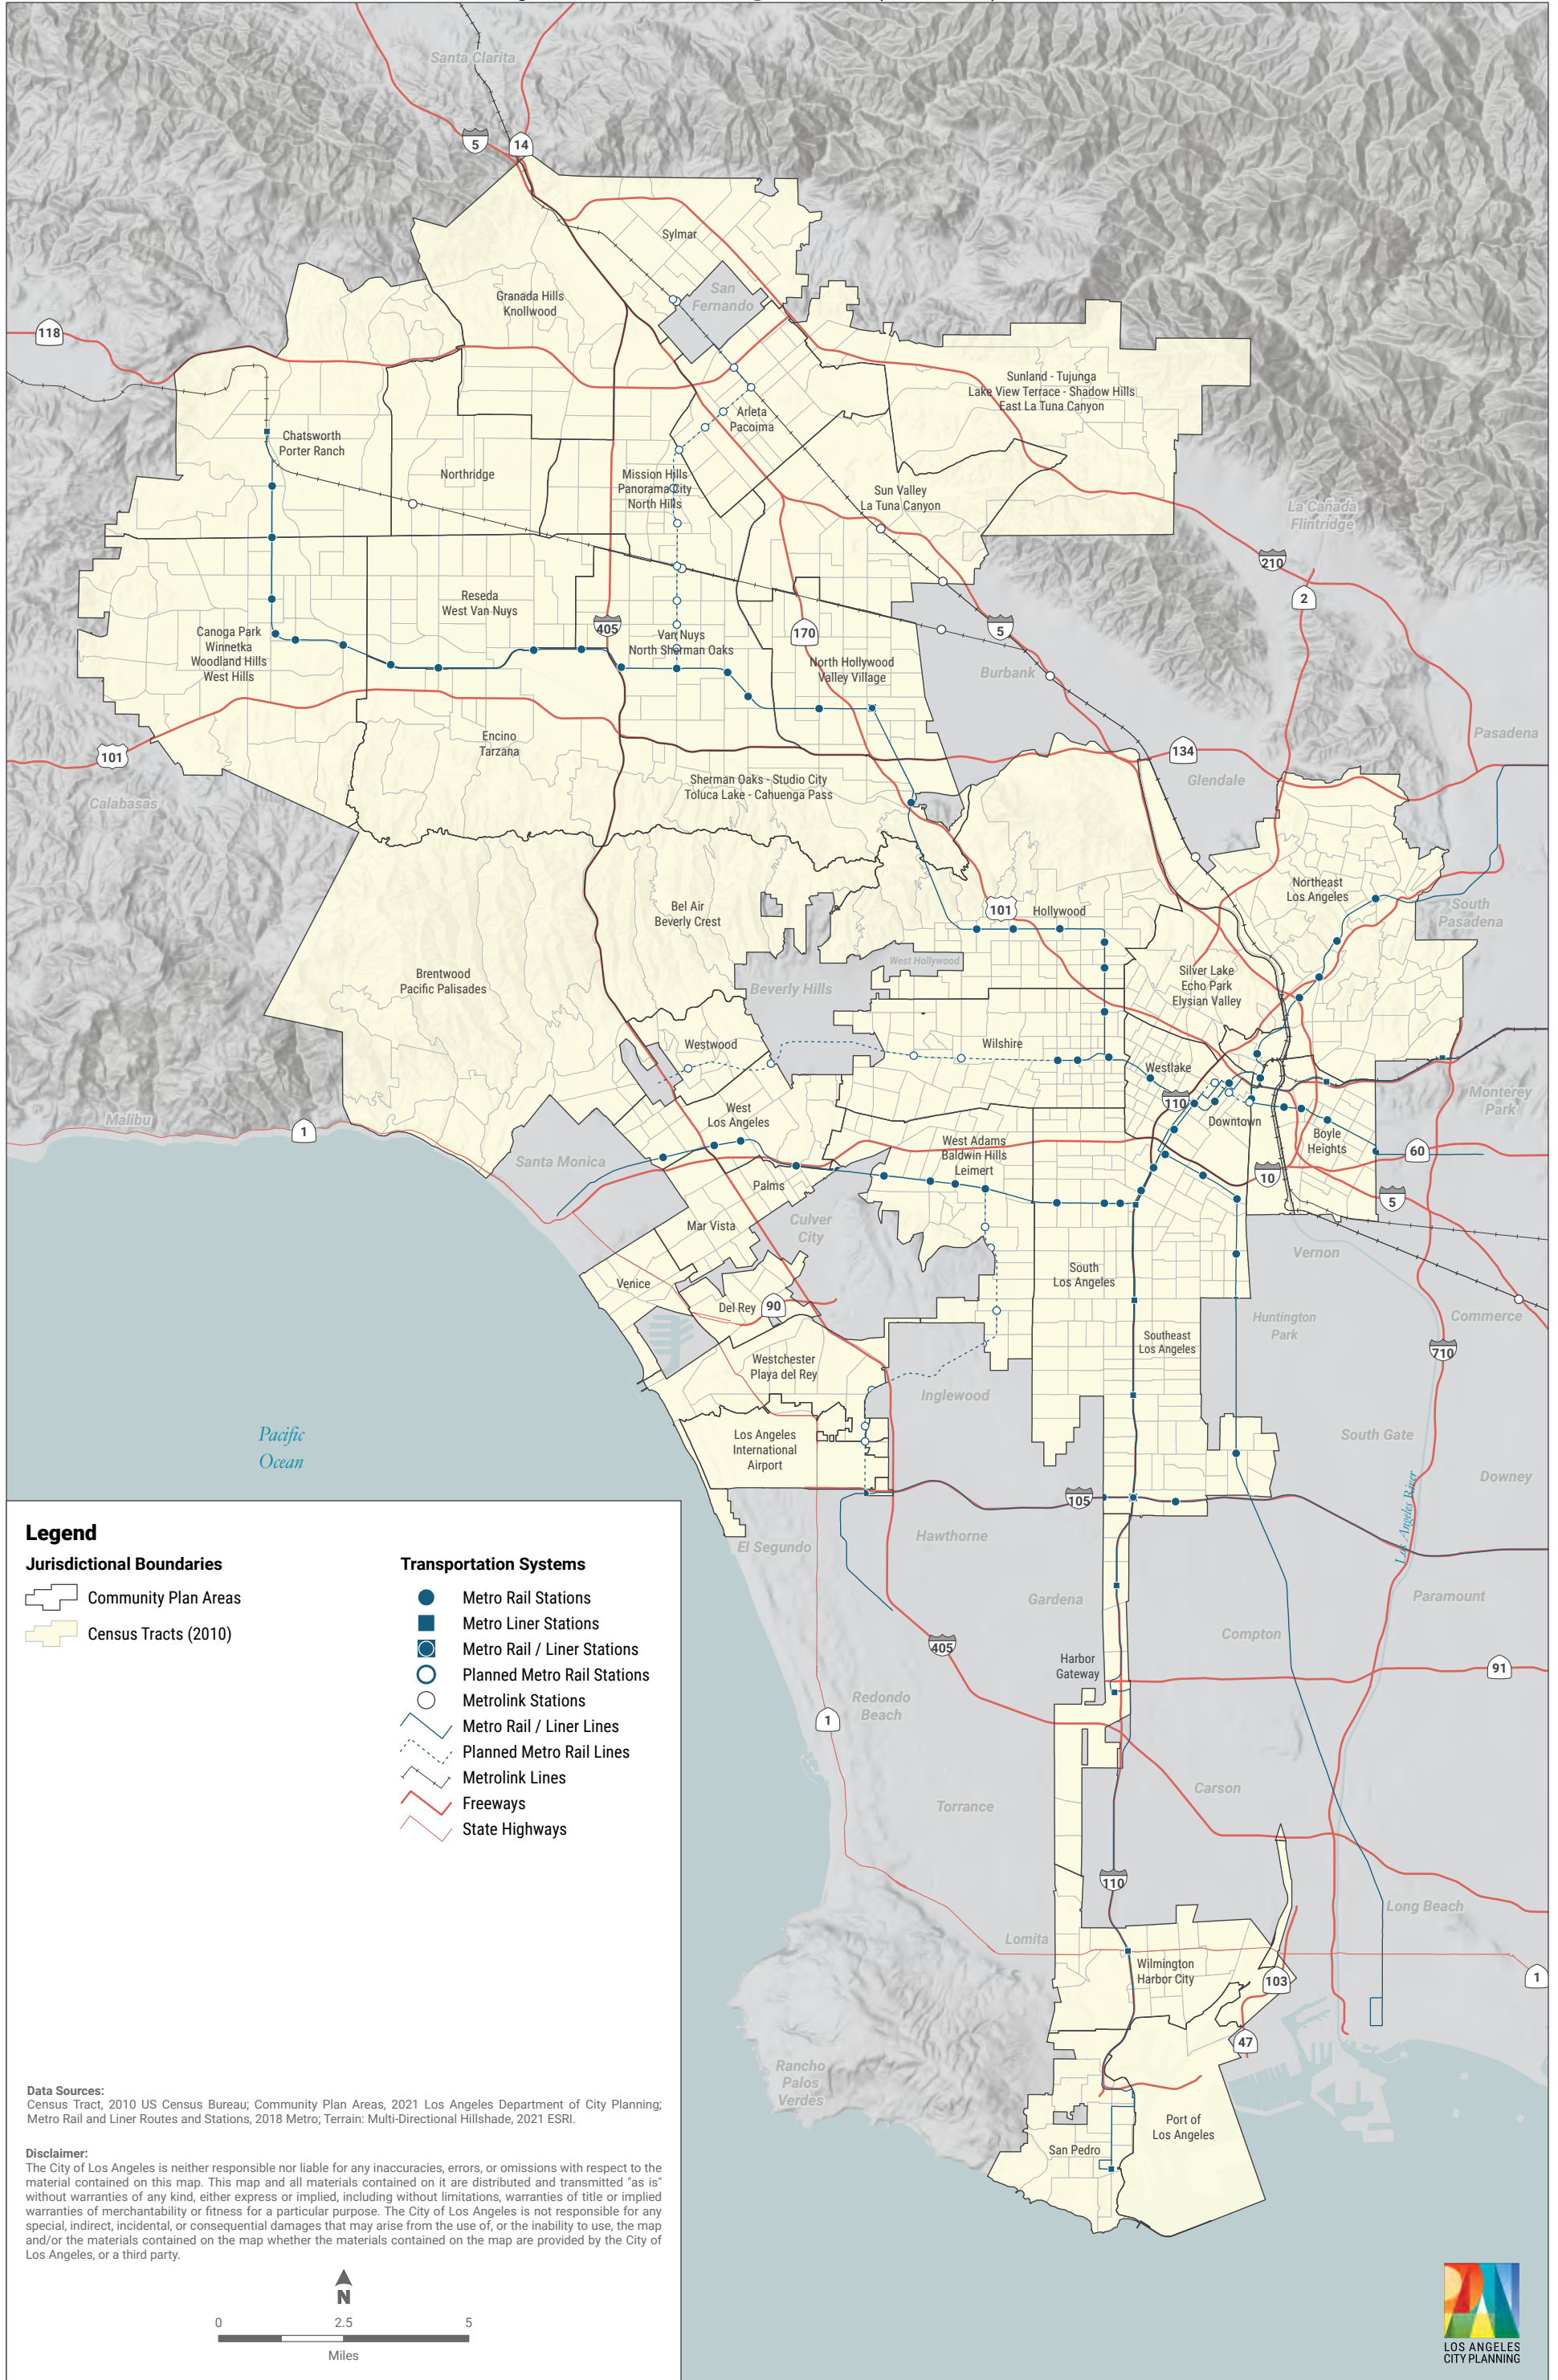 Santa Clarita
5
14
Sylmar
San
Fernando
Granada Hills
Knollwood
118
Sunland - Tujunga
Lake View Terrace - Shadow Hills
East La Tuna Canyon
Arleta
Pacoima
Chatsworth
Porter Ranch
Northridge
Mission Hills
Panorama City
North Hills
Sun Valley
La Tuna Canyon
La Cañada
Flintridge
210
2
Reseda
West Van Nuys
405
170
5
Canoga Park
Winnetka
Woodland Hills
West Hills
Van Nuys
North Sherman Oaks
North Hollywood
Valley Village
Burbank
Pasadena
101
Encino
Tarzana
134
Glendale
Sherman Oaks - Studio City
Toluca Lake - Cahuenga Pass
Calabasas
Northeast
Los Angeles
Bel Air
Beverly Crest
101
Hollywood
South
Pasadena
West Hollywood
Brentwood
Pacific Palisades
Beverly Hills
Silver Lake
Echo Park
Elysian Valley
Westwood
Wilshire
Westlake
Monterey
Park
110
Malibu
1
West
Los Angeles
Downtown
Boyle
Heights
West Adams
Baldwin Hills
Leimert
60
Santa Monica
10
Palms
5
Mar Vista
Culver
City
Vernon
Venice
South
Los Angeles
Del Rey
90
Huntington
Park
Commerce
Southeast
Los Angeles
710
Westchester
Playa del Rey
Inglewood
Pacific
Ocean
Los Angeles
International
Airport
South Gate
Downey
Los Angeles River
105
Hawthorne
El Segundo
Gardena
Paramount
Compton
405
Harbor
Gateway
91
Redondo
Beach
1
Carson
Torrance
110
Long Beach
Lomita
Wilmington
Harbor City
103
1
47
Rancho
Palos
Verdes
Port of
Los Angeles
San Pedro
Legend
Jurisdictional Boundaries
Community Plan Areas
Census Tracts (2010)
Transportation Systems
Metro Rail Stations
Metro Liner Stations
Metro Rail / Liner Stations
Planned Metro Rail Stations
Metrolink Stations
Metro Rail / Liner Lines
Planned Metro Rail Lines
Metrolink Lines
Freeways
State Highways
Data Sources:
Census Tract, 2010 US Census Bureau; Community Plan Areas, 2021 Los Angeles Department of City Planning;
Metro Rail and Liner Routes and Stations, 2018 Metro; Terrain: Multi-Directional Hillshade, 2021 ESRI.
Disclaimer:
The City of Los Angeles is neither responsible nor liable for any inaccuracies, errors, or omissions with respect to the
material contained on this map. This map and all materials contained on it are distributed and transmitted "as is"
without warranties of any kind, either express or implied, including without limitations, warranties of title or implied
warranties of merchantability or fitness for a particular purpose. The City of Los Angeles is not responsible for any
special, indirect, incidental, or consequential damages that may arise from the use of, or the inability to use, the map
and/or the materials contained on the map whether the materials contained on the map are provided by the City of
Los Angeles, or a third party.
N
0 2.5 5
Miles
LOS ANGELES
CITY PLANNING